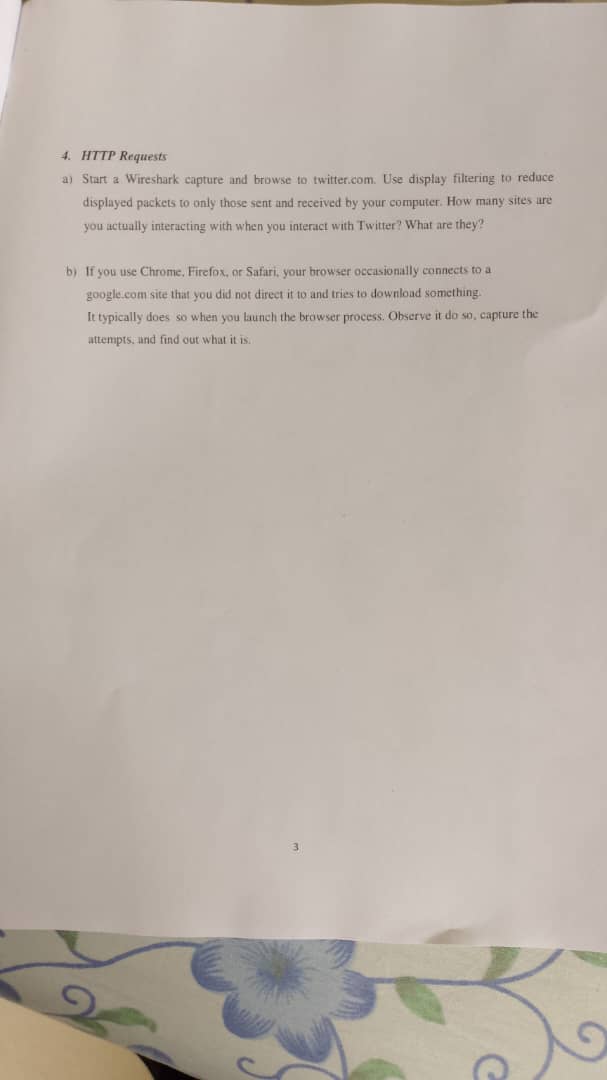 4. HTTP Requests
a) Start a Wireshark capture and browse to twitter.com. Use display filtering to reduce
displayed packets to only those sent and received by your computer. How many sites are
you actually interacting with when you interact with Twitter? What are they?
b) If you use Chrome, Firefox, or Safari, your browser occasionally connects to a
google.com site that you did not direct it to and tries to download something.
It typically does so when you launch the browser process. Observe it do so, capture the
attempts, and find out what it is.
3